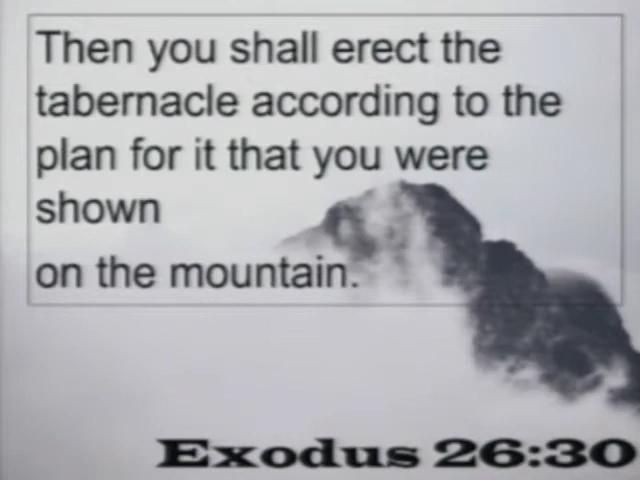 Then you shall erect the
tabernacle according to the
plan for it that you were
shown
on the mountain.
Exodus 26:30